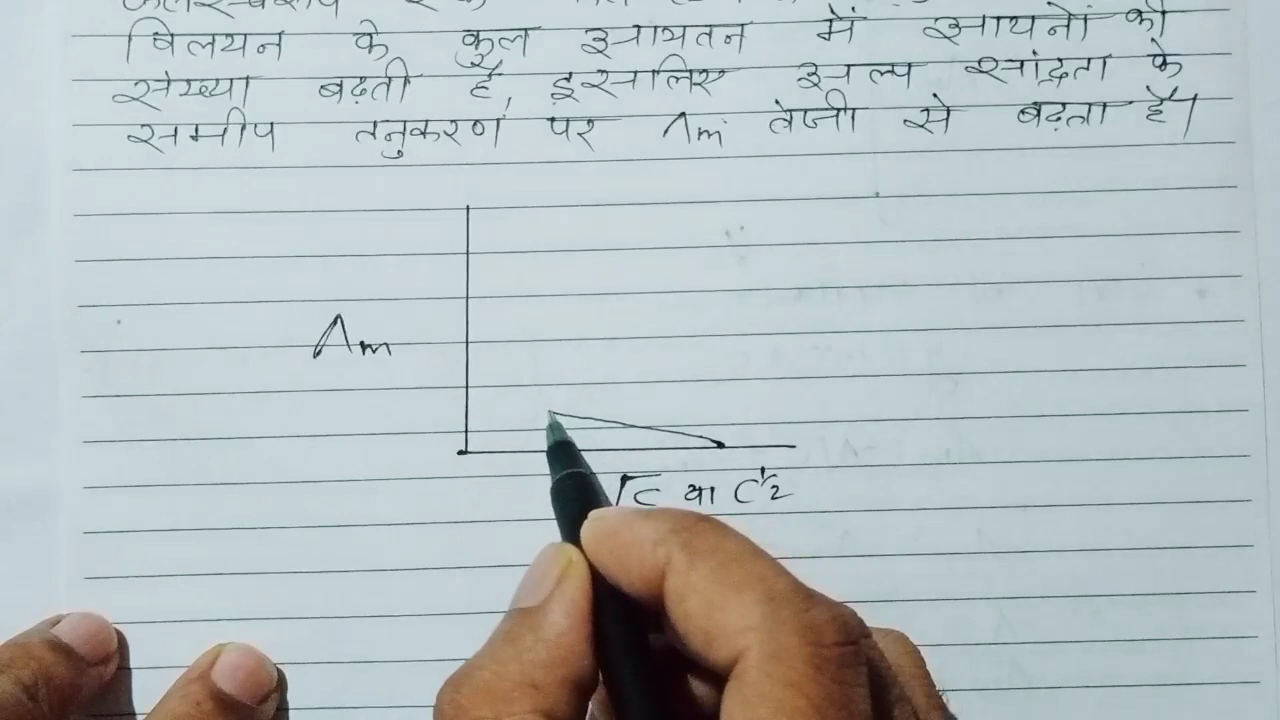 बिलयन के कुल आयतन में आयनों की
संख्या बढ़ती है, इसलिए अल्प सांद्रता के
समीप तनुकरण पर Λm तेजी से बढ़ता है।
Λm
√C या C½